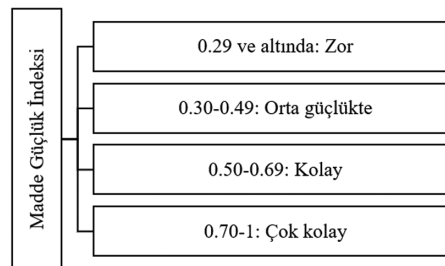 Madde Güçlük İndeksi
0.29 ve altında: Zor
0.30-0.49: Orta güçlükte
0.50-0.69: Kolay
0.70-1: Çok kolay